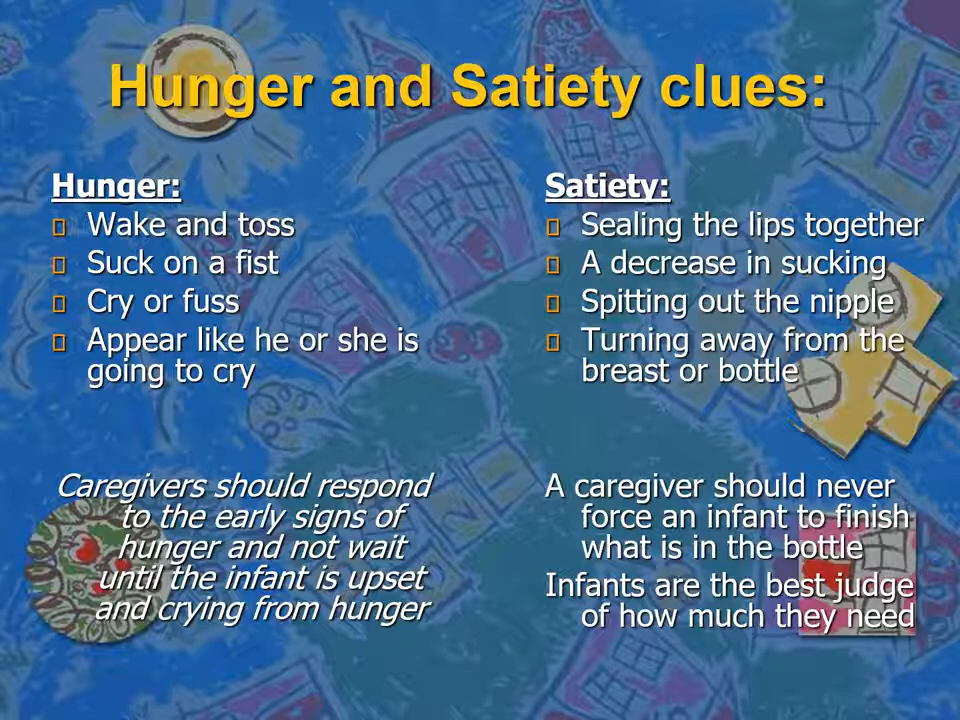 Hunger and Satiety clues:
Hunger:
Wake and toss
Suck on a fist
Cry or fuss
Appear like he or she is
going to cry
Caregivers should respond
to the early signs of
hunger and not wait
until the infant is upset
and crying from hunger
Satiety:
Sealing the lips together
A decrease in sucking
Spitting out the nipple
Turning away from the
breast or bottle
A caregiver should never
force an infant to finish
what is in the bottle
Infants are the best judge
of how much they need